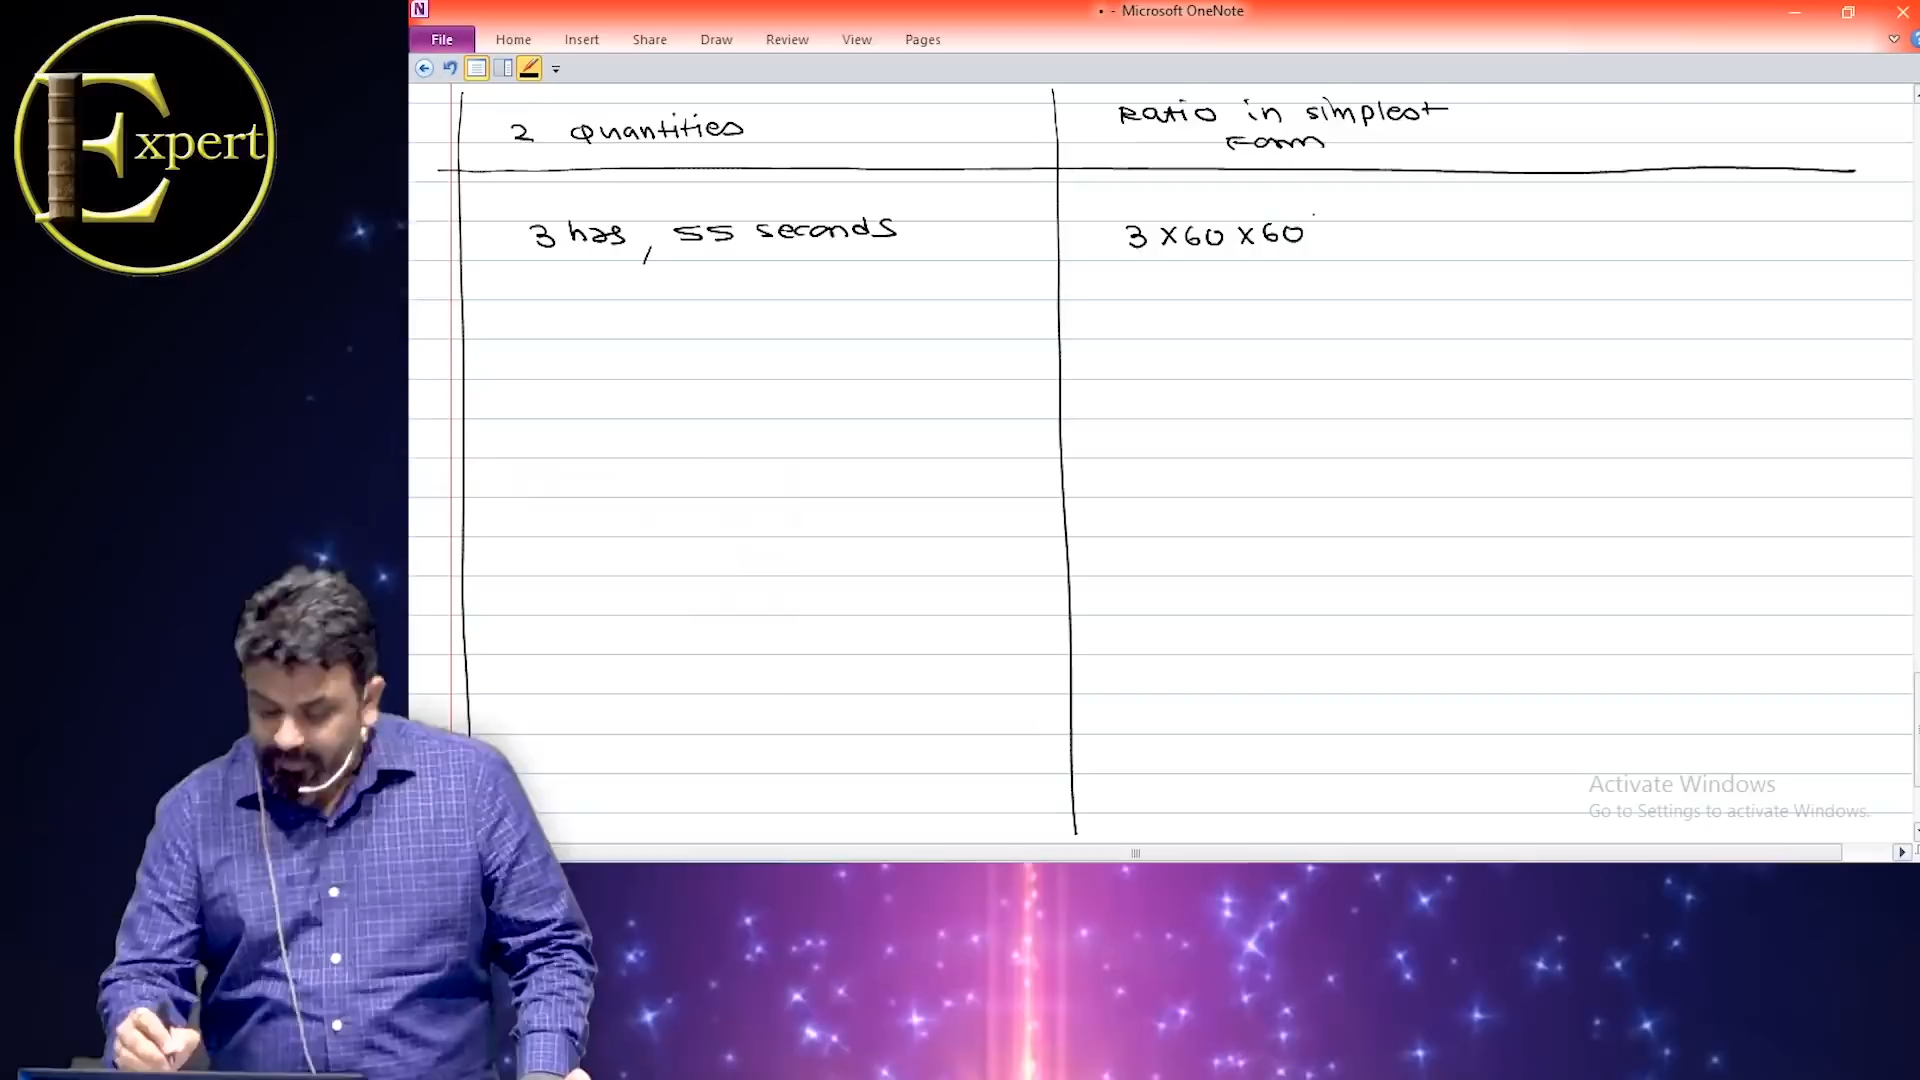 Expert
- Microsoft OneNote
File Home Insert Share Draw Review View Pages
2 Quantities
Ratio in simplest
Form
3 hrs, 55 seconds
3 × 60 × 60
Activate Windows
Go to Settings to activate Windows.